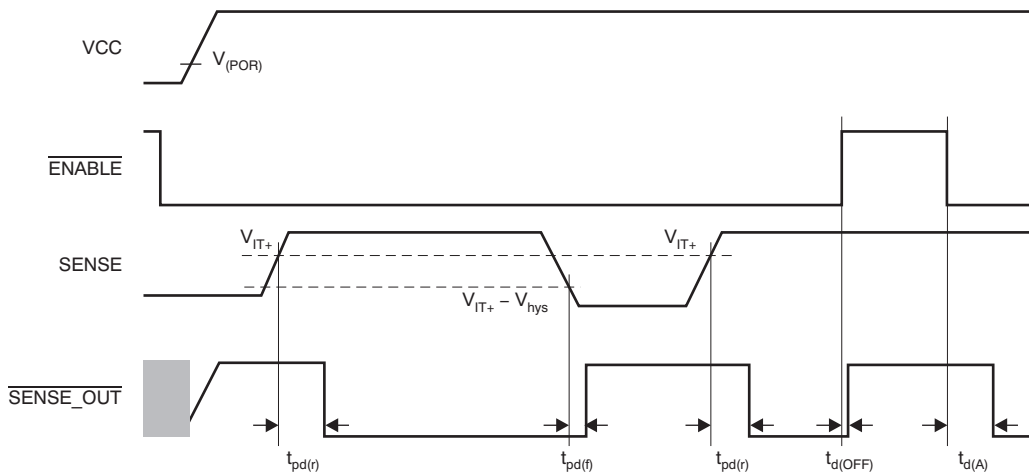 VCC
V(POR)
ENABLE
VIT+
VIT+
SENSE
VIT+ – Vhys
SENSE_OUT
tpd(r)
tpd(f)
tpd(r)
td(OFF)
td(A)